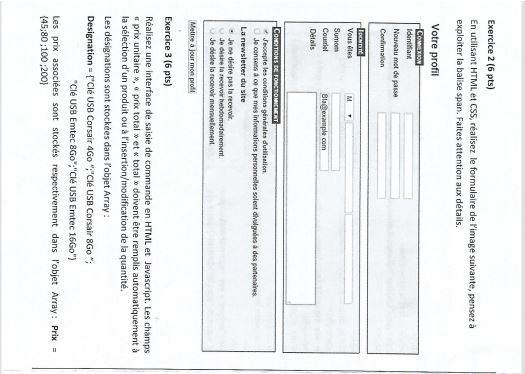 Exercice 2 (6 pts)
En utilisant HTML et CSS, réalisez le formulaire de l'image suivante, pensez à
exploiter la balise span. Faites attention aux détails.
Votre profil
CONNEXION
Identifiant
Nouveau mot de passe
Confirmation
IDENTITÉ
Vous êtes M.
Surnom
Courriel Bla@example.com
Détails
CONDITIONS DE FONCTIONNEMENT
J'accepte les conditions générales d'utilisation.
Je consens à ce que mes informations personnelles soient divulguées à des partenaires.
La newsletter du site
Je ne désire pas la recevoir.
Je désire la recevoir hebdomadairement.
Je désire la recevoir mensuellement.
Mettre à jour mon profil
Exercice 3 (6 pts)
Réalisez une interface de saisie de commande en HTML et Javascript. Les champs
« prix unitaire », « prix total » et « total » doivent être remplis automatiquement à
la sélection d'un produit ou à l'insertion/modification de la quantité.
Les désignations sont stockées dans l'objet Array :
Designation = {"Clé USB Corsair 4Go ";"Clé USB Corsair 8Go ";
"Clé USB Emtec 8Go";"Clé USB Emtec 16Go"}
Les prix associées sont stockés respectivement dans l'objet Array : Prix =
{45;80 ;100 ;200}